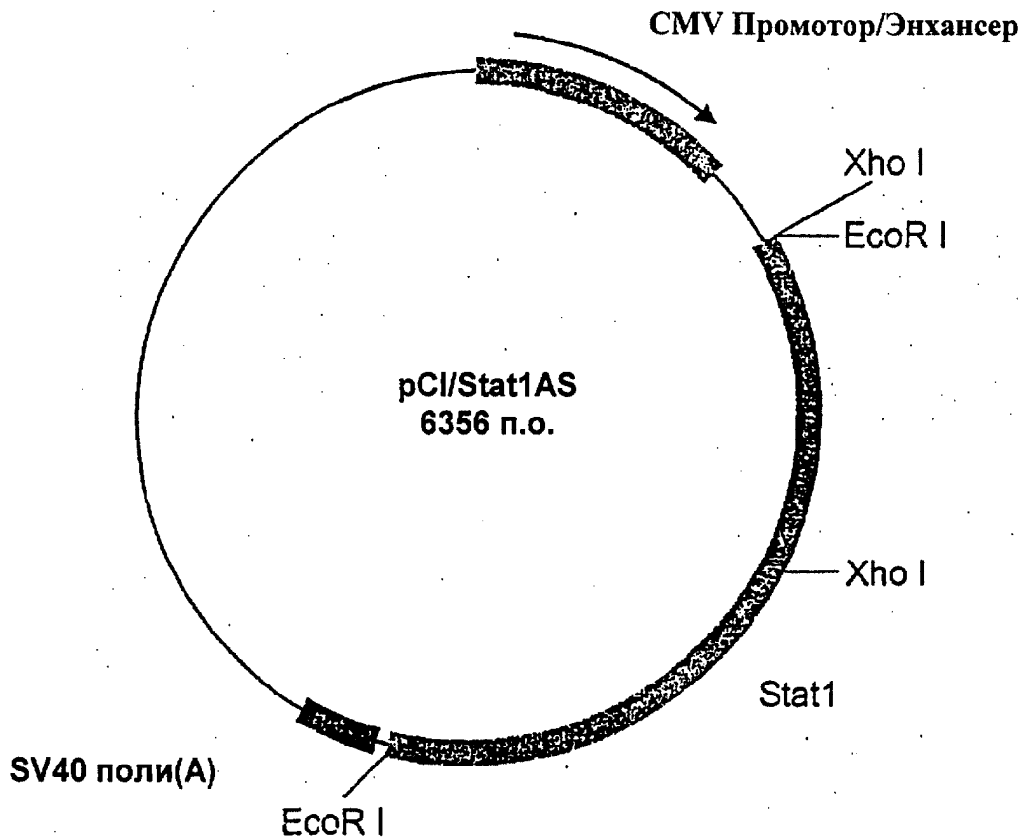 CMV Промотор/Энхансер
Xho I
EcoR I
pCI/Stat1AS
6356 п.о.
Xho I
Stat1
SV40 поли(A)
EcoR I